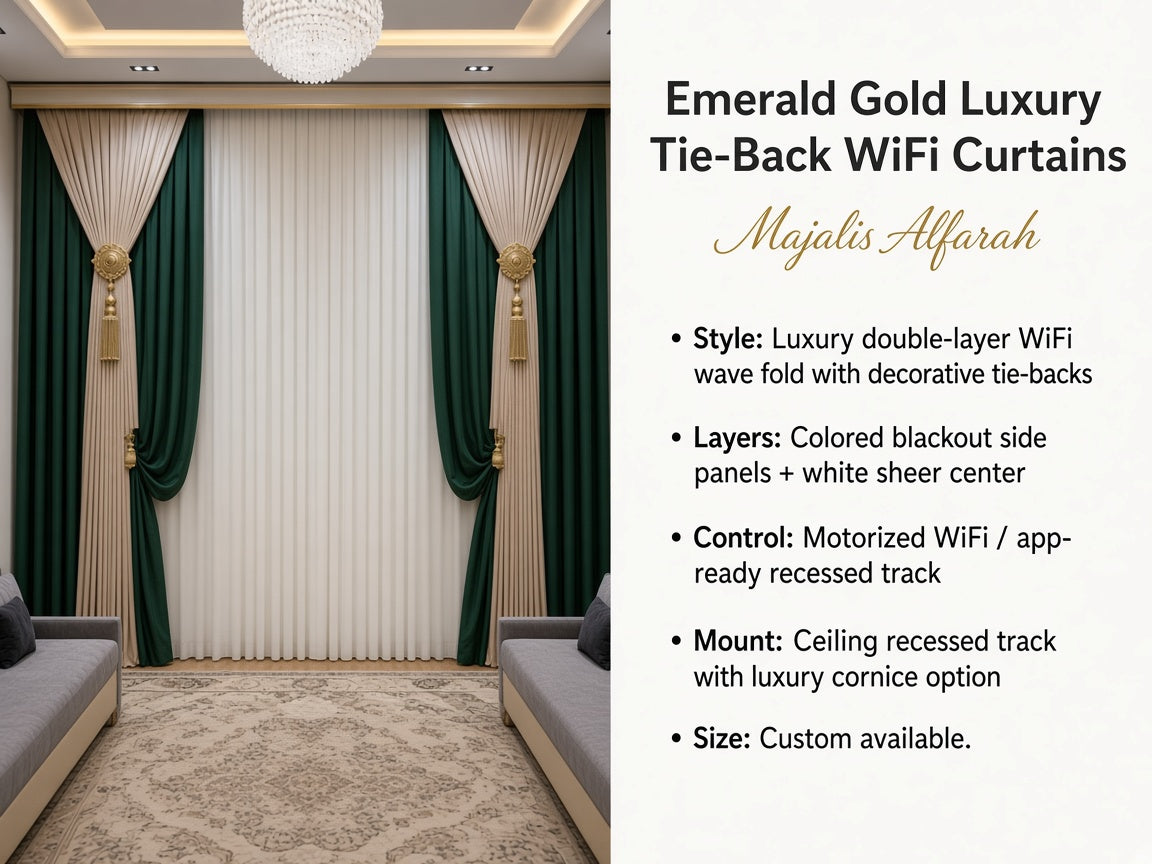 Emerald Gold Luxury
Tie-Back WiFi Curtains
Majalis Alfarah
• Style: Luxury double-layer WiFi
wave fold with decorative tie-backs
• Layers: Colored blackout side
panels + white sheer center
• Control: Motorized WiFi / app-
ready recessed track
• Mount: Ceiling recessed track
with luxury cornice option
• Size: Custom available.